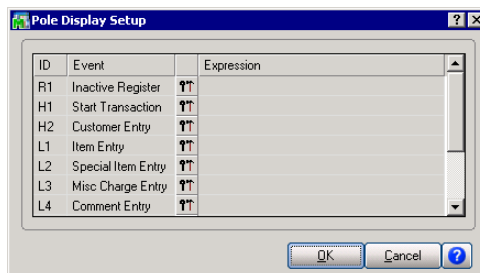 Pole Display Setup
ID Event Expression
R1 Inactive Register
H1 Start Transaction
H2 Customer Entry
L1 Item Entry
L2 Special Item Entry
L3 Misc Charge Entry
L4 Comment Entry
OK Cancel